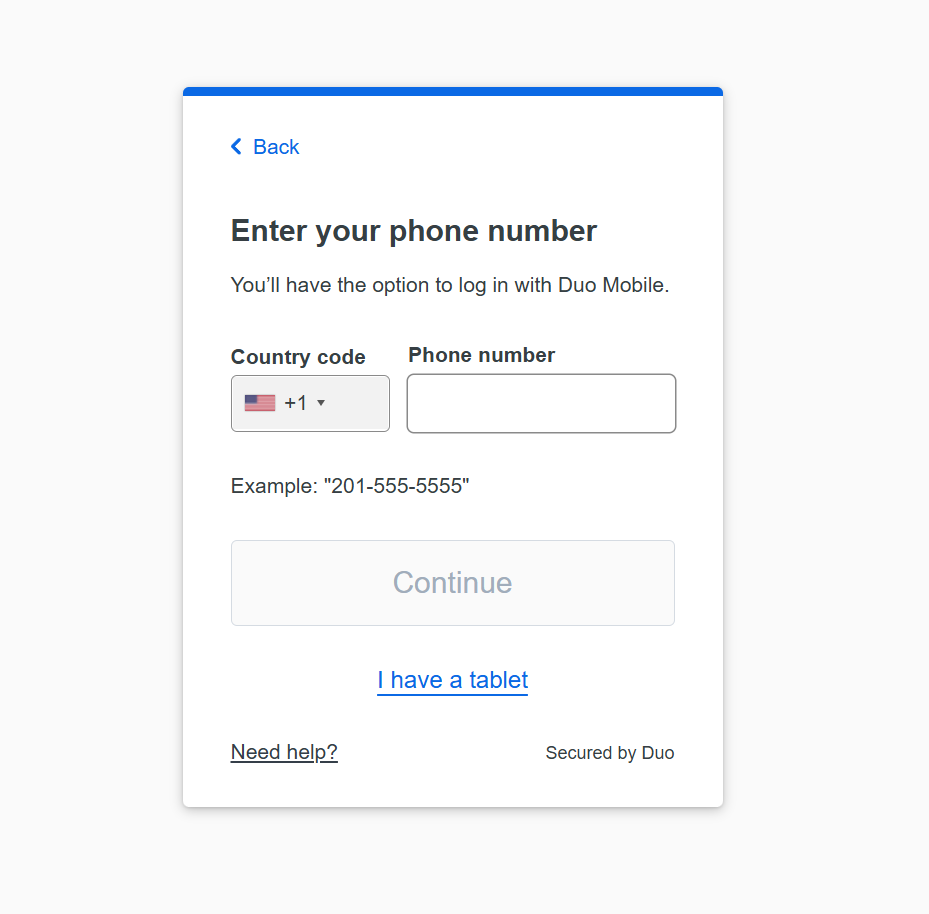 Back
Enter your phone number
You’ll have the option to log in with Duo Mobile.
Country code
Phone number
+1
Example: "201-555-5555"
Continue
I have a tablet
Need help?
Secured by Duo